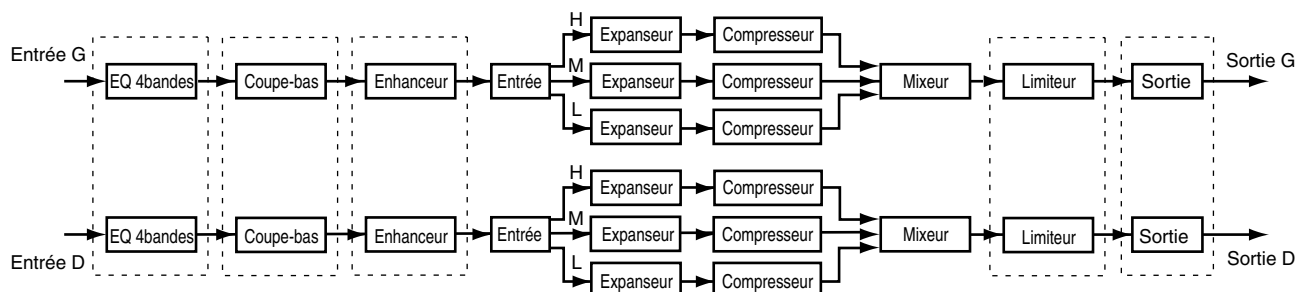 Entrée G
EQ 4bandes
Coupe-bas
Enhanceur
Entrée
H
Expanseur
Compresseur
M
Expanseur
Compresseur
L
Expanseur
Compresseur
Mixeur
Limiteur
Sortie
Sortie G
Entrée D
EQ 4bandes
Coupe-bas
Enhanceur
Entrée
H
Expanseur
Compresseur
M
Expanseur
Compresseur
L
Expanseur
Compresseur
Mixeur
Limiteur
Sortie
Sortie D